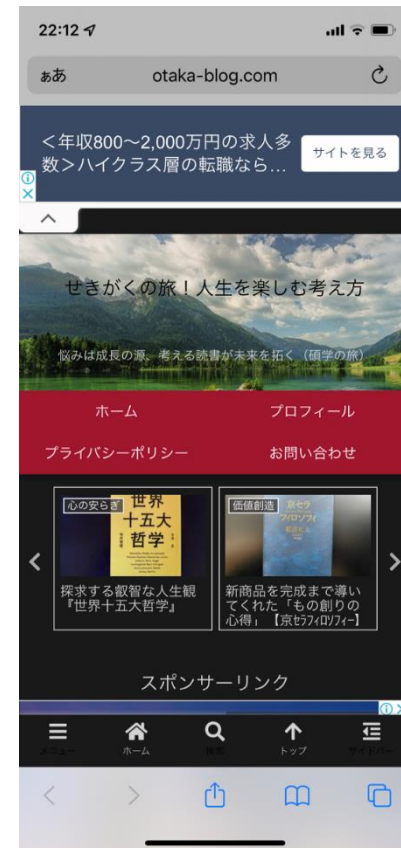 22:12
ぁあ
otaka-blog.com
<年収800〜2,000万円の求人多
数>ハイクラス層の転職なら...
サイトを見る
せきがくの旅！人生を楽しむ考え方
悩みは成長の源、考える読書が未来を拓く（碩学の旅）
ホーム
プロフィール
プライバシーポリシー
お問い合わせ
心の安らぎ
世界
十五大
哲学
探求する叡智な人生観
『世界十五大哲学』
価値創造
京セラ
フィロソフィ
新商品を完成まで導い
てくれた「もの創りの
心得」【京セラフィロソフィー】
スポンサーリンク
メニュー
ホーム
検索
トップ
サイドバー